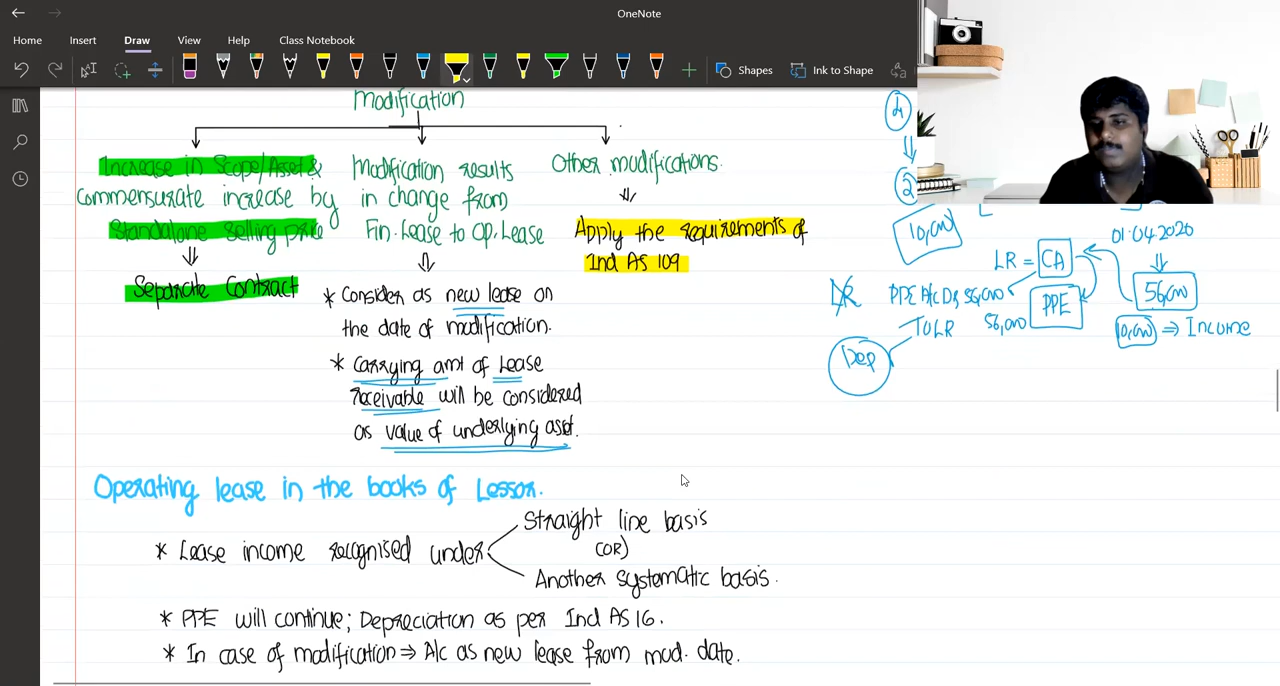 OneNote
Home
Insert
Draw
View
Help
Class Notebook
Shapes
Ink to Shape
Modification
Increase in Scope/Asset &
Commensurate increase by
Standalone selling price
Separate Contract
Modification results
in change from
Fin. Lease to Op. Lease
* Consider as new lease on
the date of modification.
* Carrying amt of Lease
receivable will be considered
as value of underlying asset.
Other modifications.
Apply the requirements of
Ind AS 109
2
10,000
01.04.2020
LR = CA
PPE
56,000
10,000 ⇒ Income
PPE A/c Dr 56,000
To LR 56,000
Dep
Operating lease in the books of Lessor.
* Lease income recognised under
Straight line basis
(OR)
Another systematic basis.
* PPE will continue; Depreciation as per Ind AS 16.
* In case of modification ⇒ A/c as new lease from mod. date.